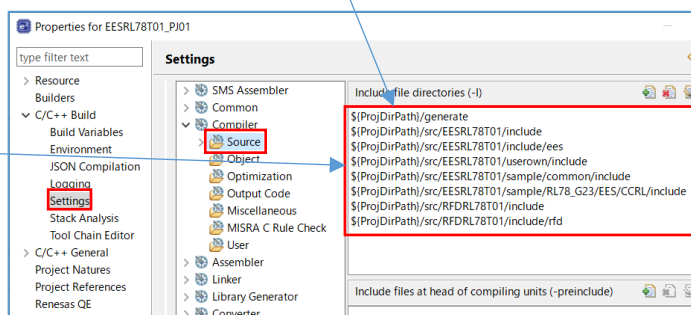 Properties for EESRL78T01_PJ01
type filter text
Resource
Builders
C/C++ Build
Build Variables
Environment
JSON Compilation
Logging
Settings
Stack Analysis
Tool Chain Editor
C/C++ General
Project Natures
Project References
Renesas QE
Settings
SMS Assembler
Common
Compiler
Source
Object
Optimization
Output Code
Miscellaneous
MISRA C Rule Check
User
Assembler
Linker
Library Generator
Converter
Include file directories (-I)
${ProjDirPath}/generate
${ProjDirPath}/src/EESRL78T01/include
${ProjDirPath}/src/EESRL78T01/include/ees
${ProjDirPath}/src/EESRL78T01/userown/include
${ProjDirPath}/src/EESRL78T01/sample/common/include
${ProjDirPath}/src/EESRL78T01/sample/RL78_G23/EES/CCRL/include
${ProjDirPath}/src/RFDRL78T01/include
${ProjDirPath}/src/RFDRL78T01/include/rfd
Include files at head of compiling units (-preinclude)